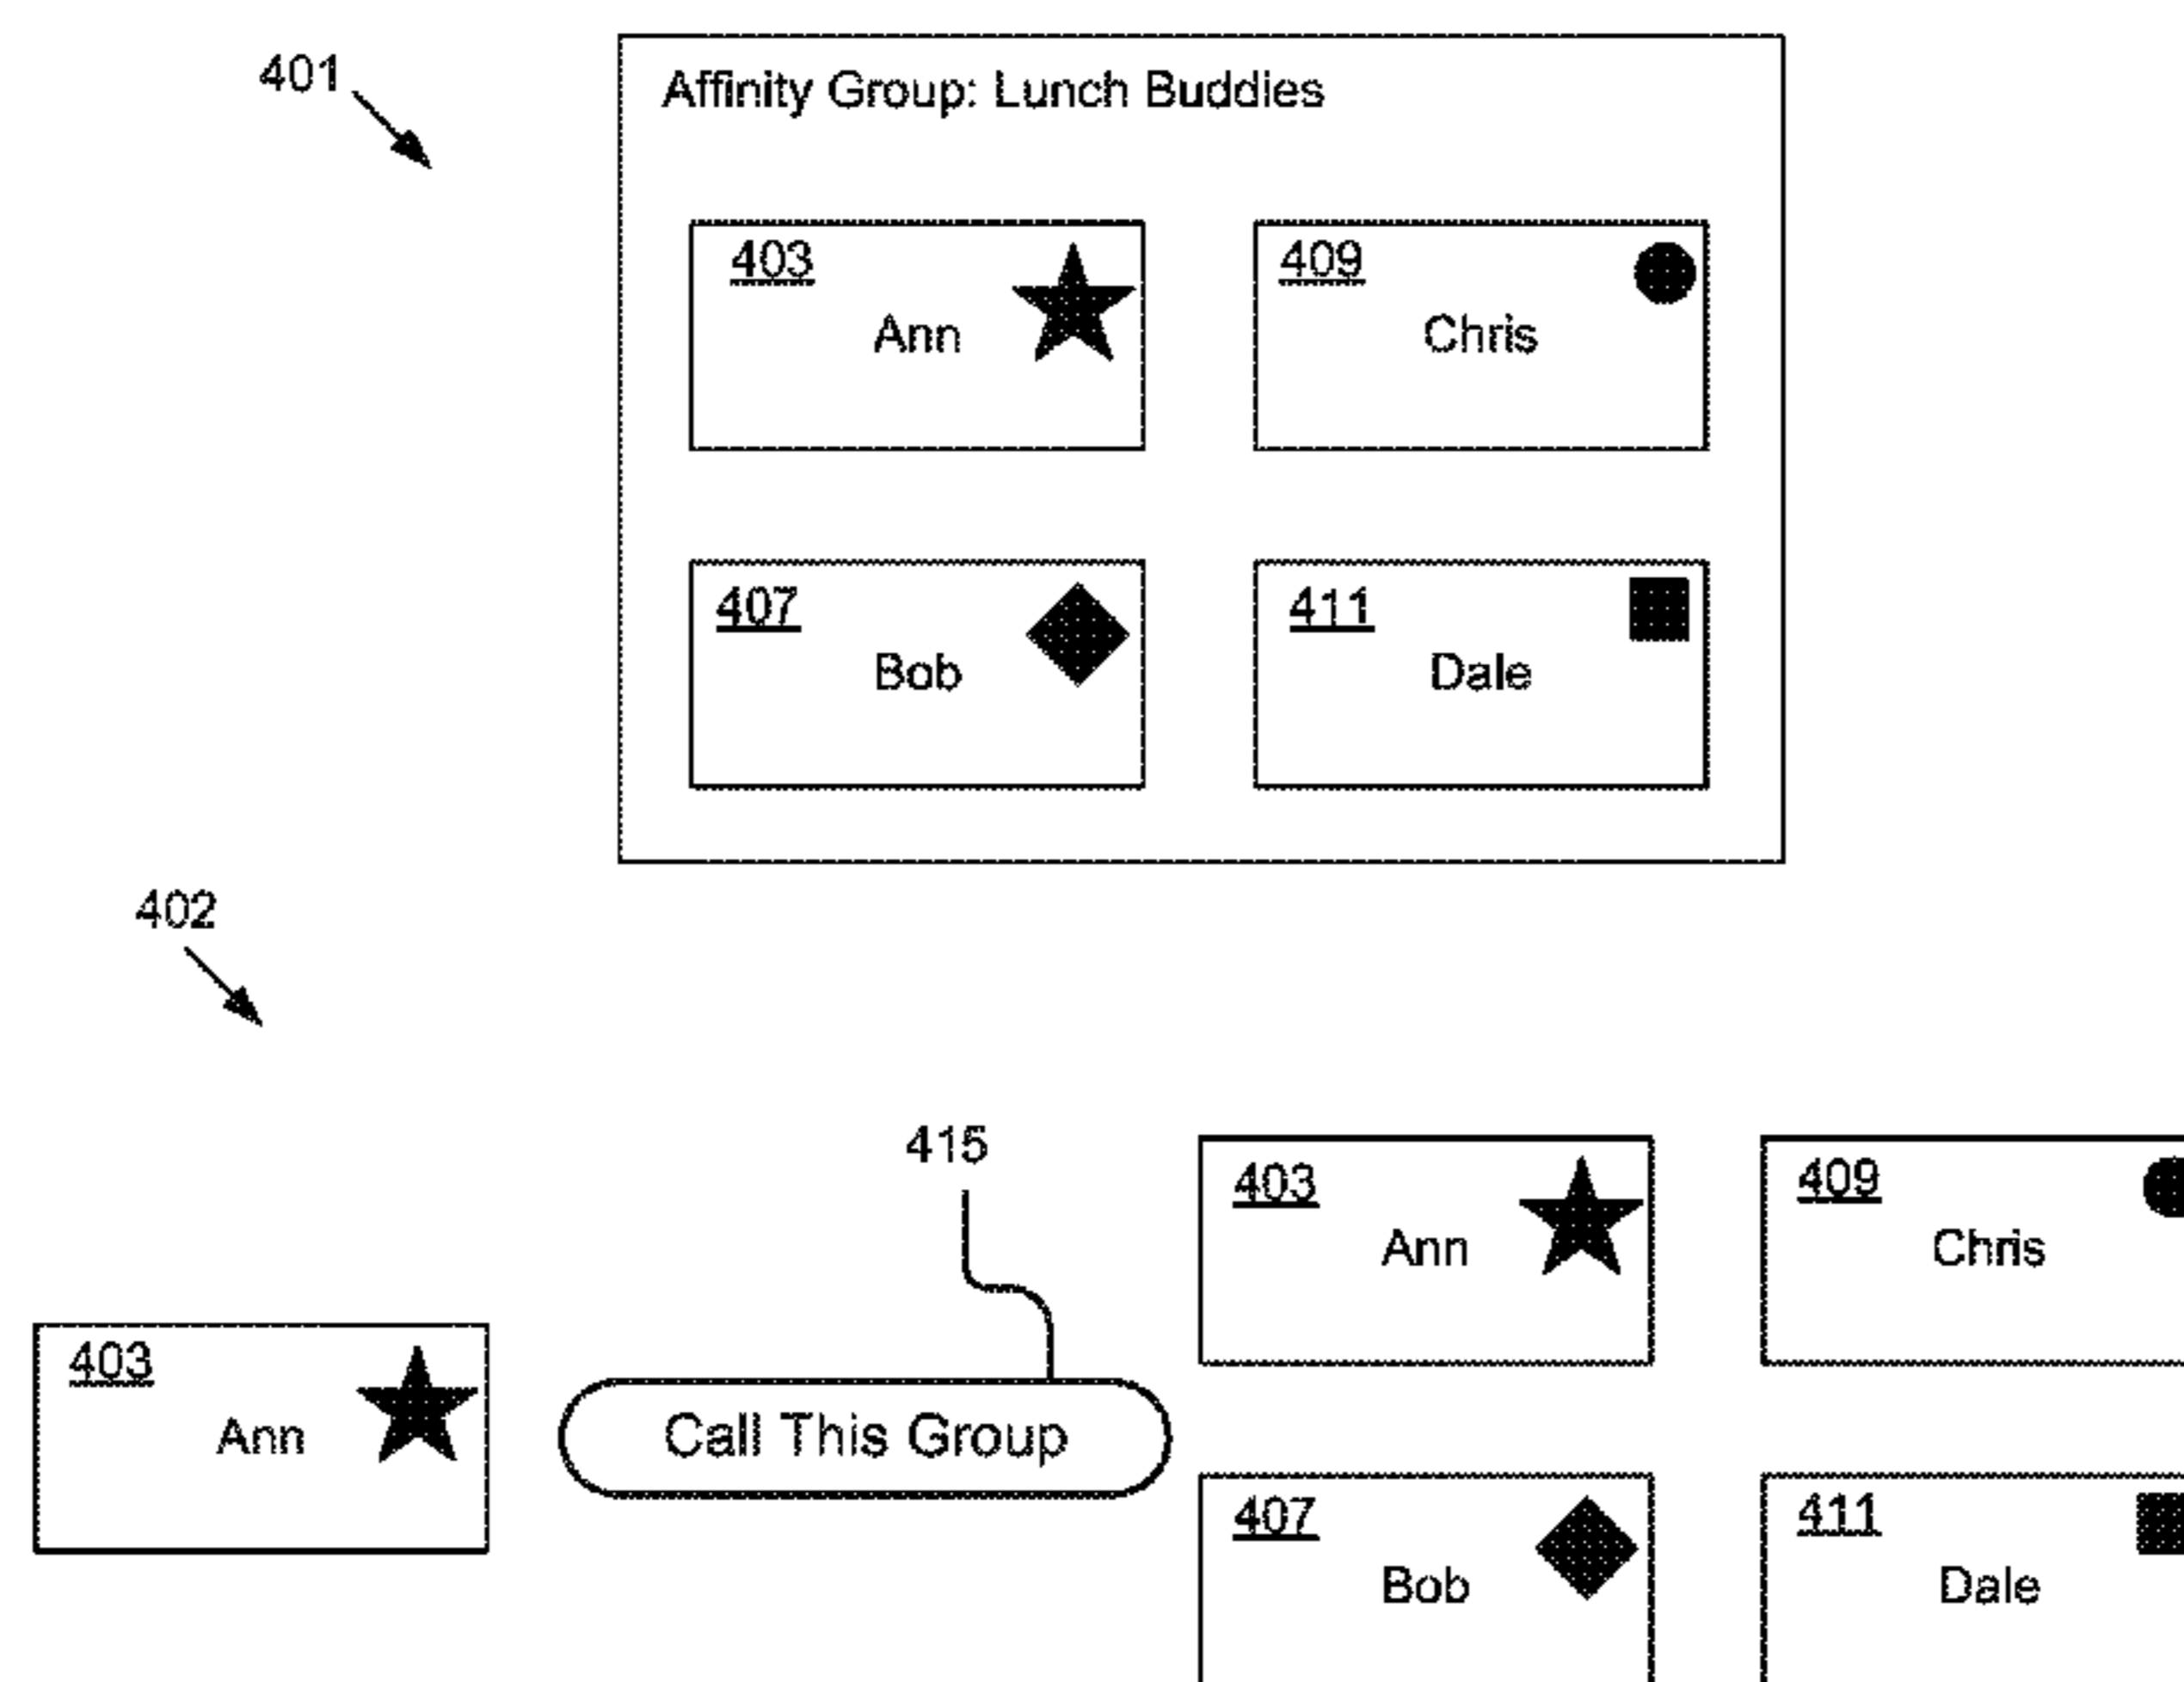 401
Affinity Group: Lunch Buddies
403
Ann
409
Chris
407
Bob
411
Dale
402
415
403
Ann
409
Chris
403
Ann
Call This Group
407
Bob
411
Dale